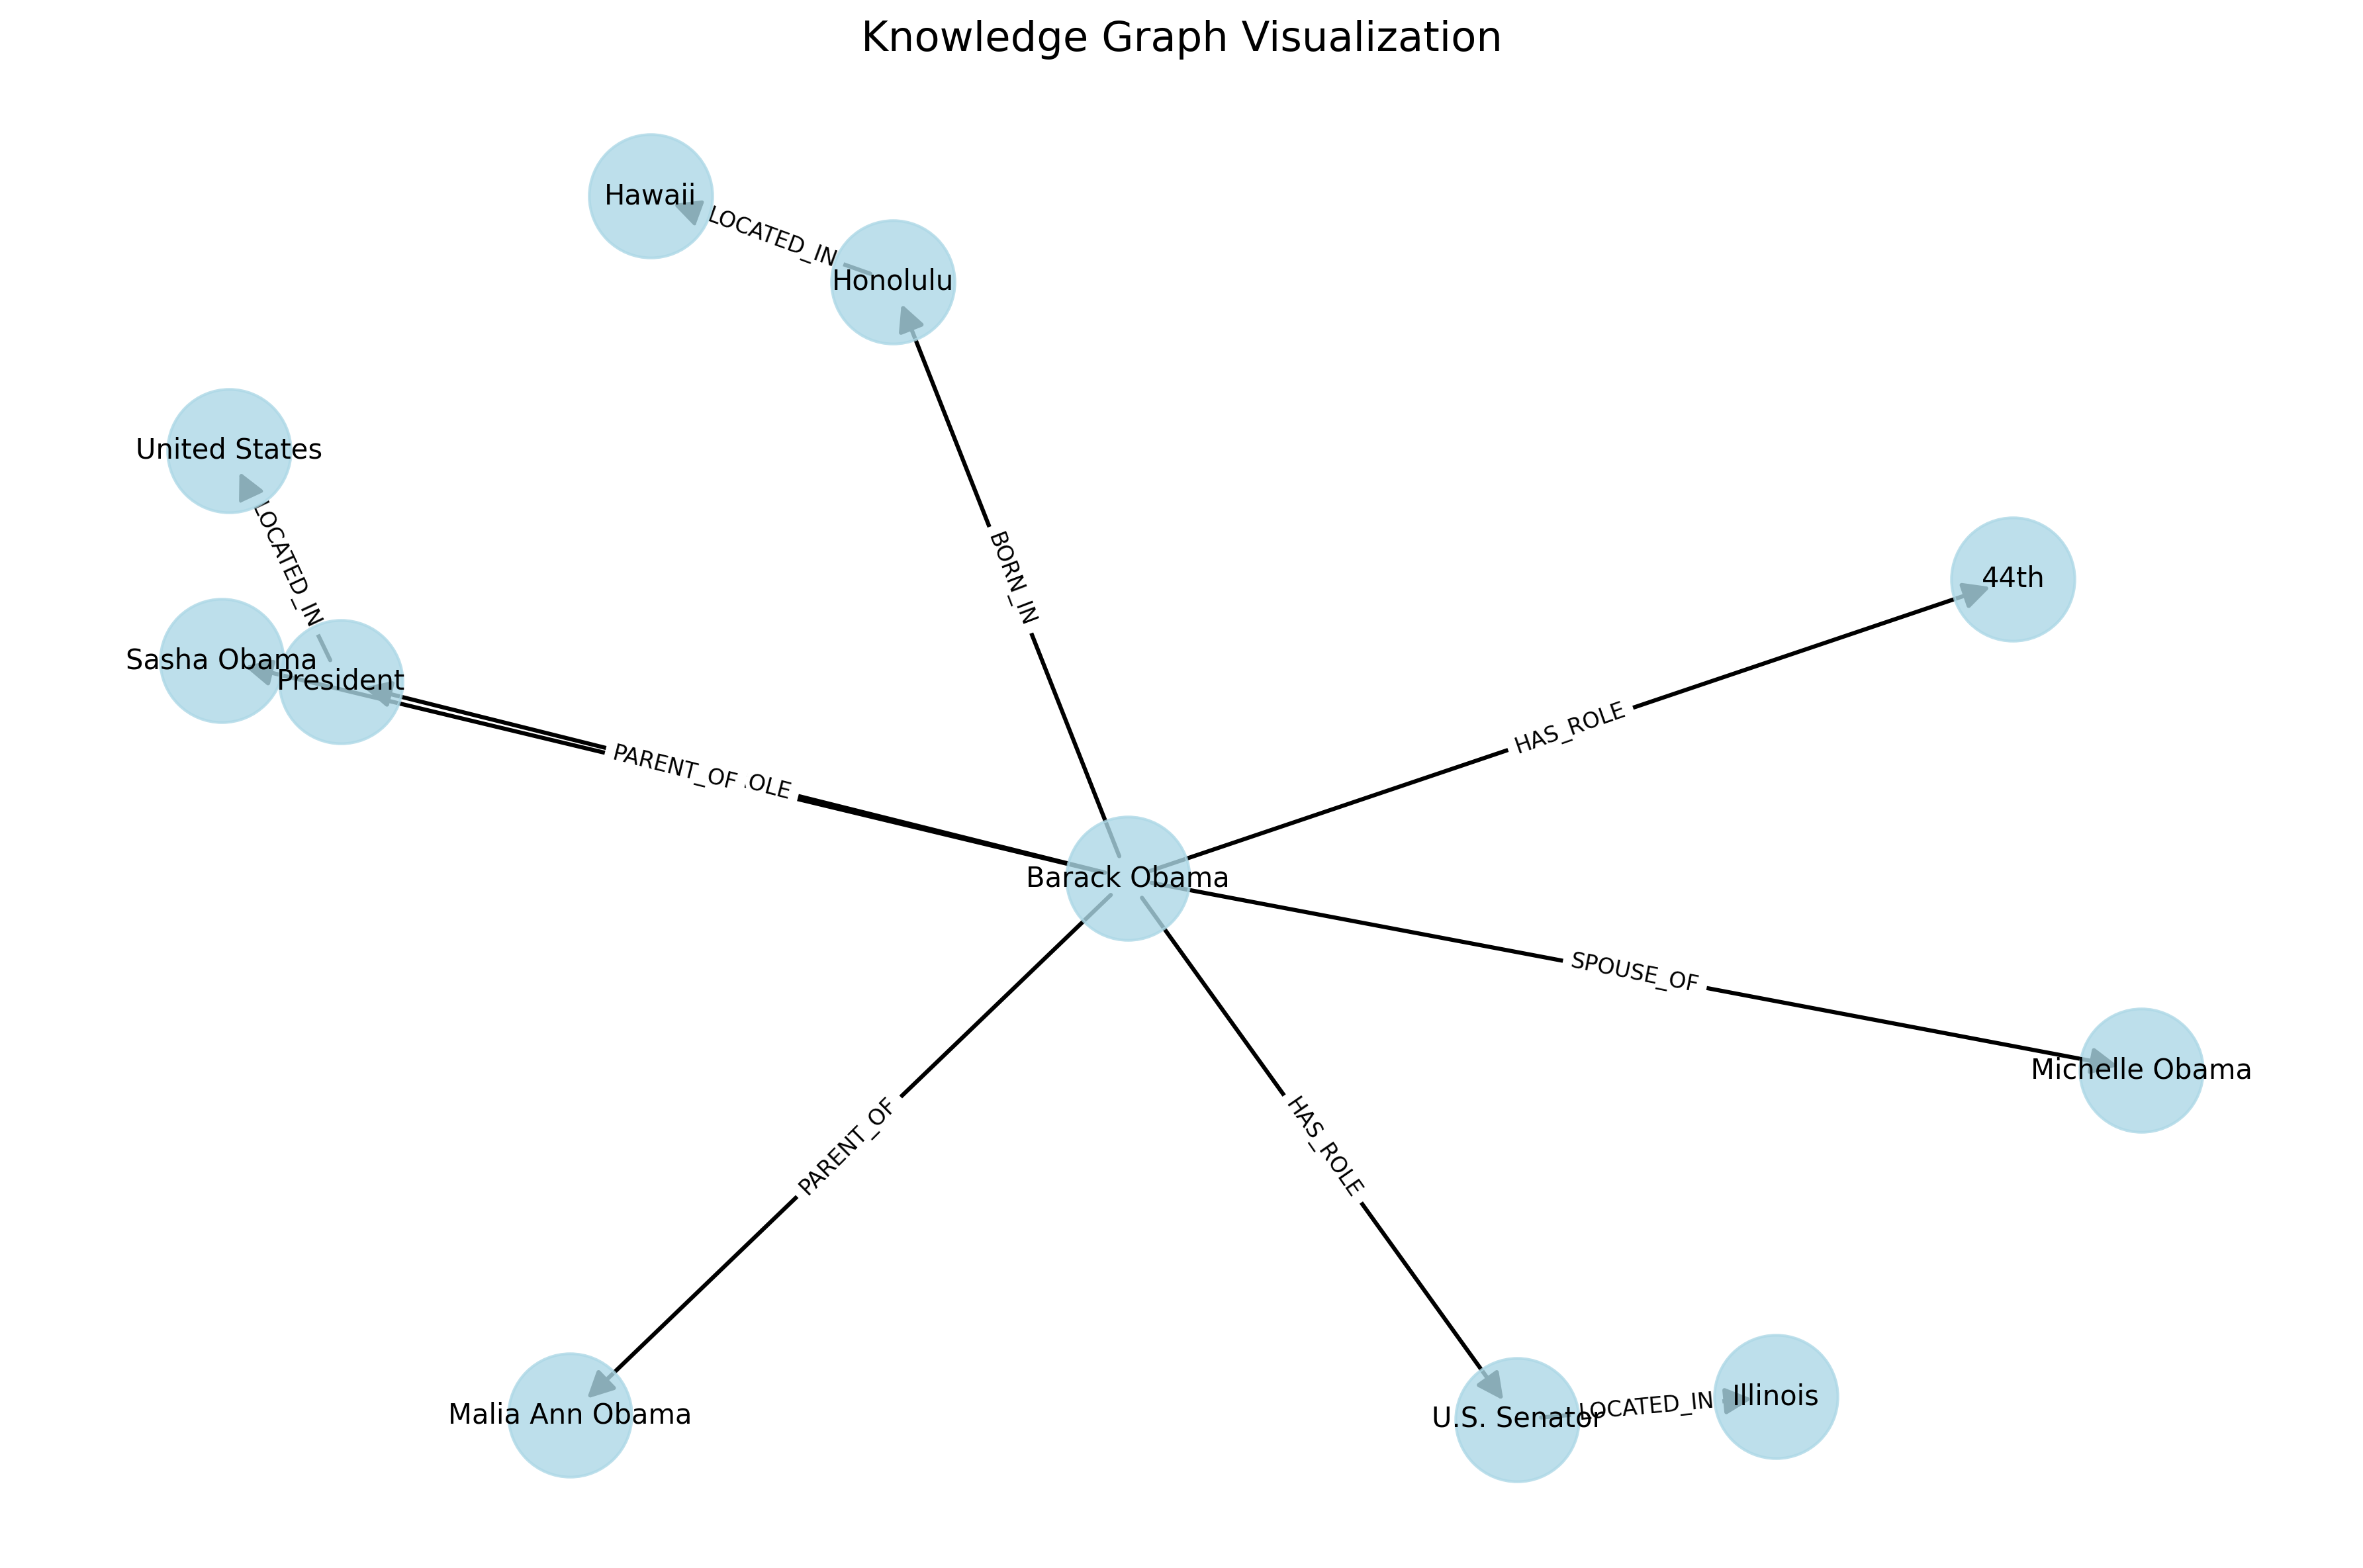 Knowledge Graph Visualization
Hawaii
LOCATED_IN
Honolulu
United States
LOCATED_IN
BORN_IN
44th
Sasha Obama
President
HAS_ROLE
PARENT_OF
OLE
Barack Obama
SPOUSE_OF
Michelle Obama
PARENT_OF
HAS_ROLE
Malia Ann Obama
U.S. Senator
LOCATED_IN
Illinois